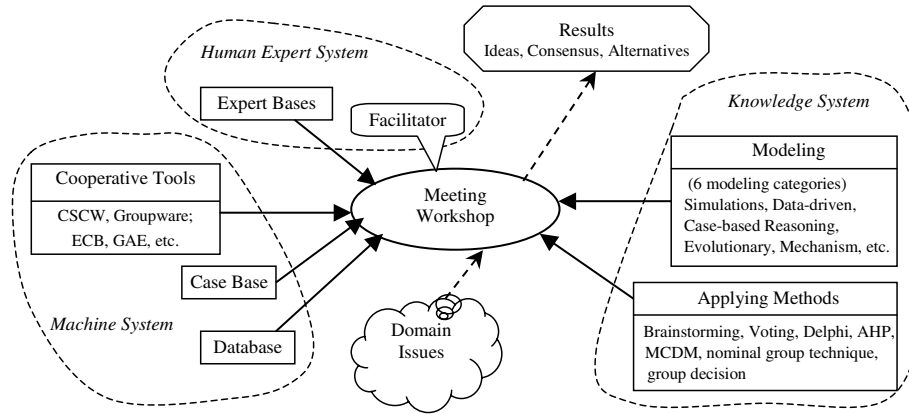 Results
Ideas, Consensus, Alternatives
Human Expert System
Expert Bases
Facilitator
Knowledge System
Modeling
(6 modeling categories)
Simulations, Data-driven,
Case-based Reasoning,
Evolutionary, Mechanism, etc.
Cooperative Tools
CSCW, Groupware;
ECB, GAE, etc.
Meeting
Workshop
Case Base
Machine System
Database
Domain
Issues
Applying Methods
Brainstorming, Voting, Delphi, AHP,
MCDM, nominal group technique,
group decision